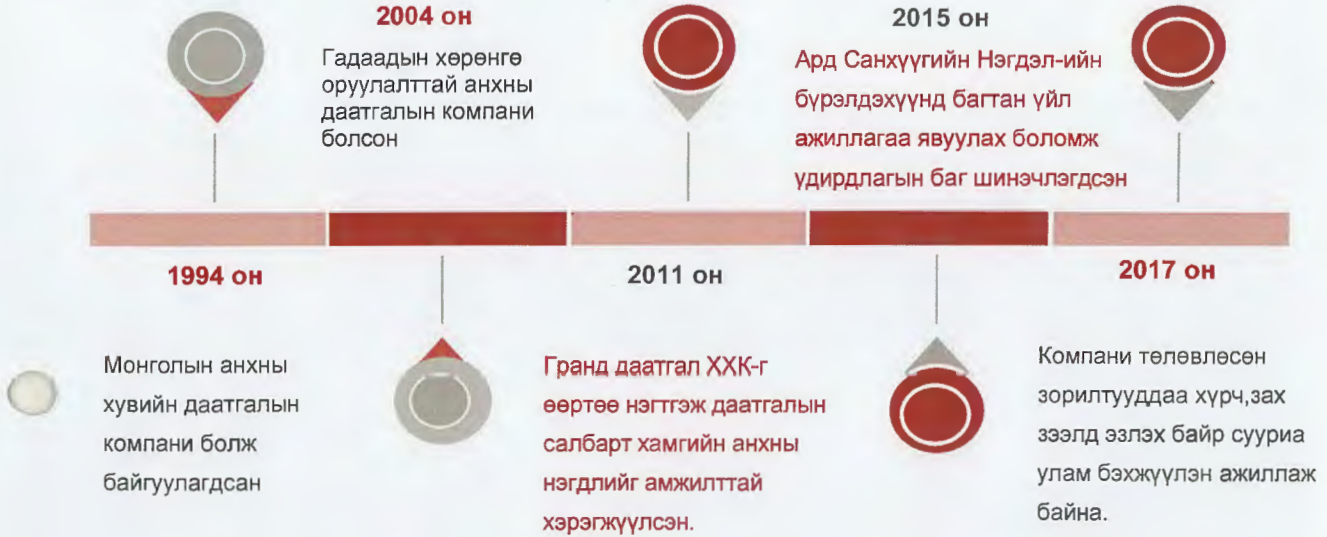 2004 он
Гадаадын хөрөнгө
оруулалттай анхны
даатгалын компани
болсон
2015 он
Ард Санхүүгийн Нэгдэл-ийн
бүрэлдэхүүнд багтан үйл
ажиллагаа явуулах боломж
удирдлагын баг шинэчлэгдсэн
1994 он
Монголын анхны
хувийн даатгалын
компани болж
байгуулагдсан
2011 он
Гранд даатгал ХХК-г
өөртөө нэгтгэж даатгалын
салбарт хамгийн анхны
нэгдлийг амжилттай
хэрэгжүүлсэн.
2017 он
Компани төлөвлөсөн
зорилтууддаа хүрч,зах
зээлд эзлэх байр сууриа
улам бэхжүүлэн ажиллаж
байна.